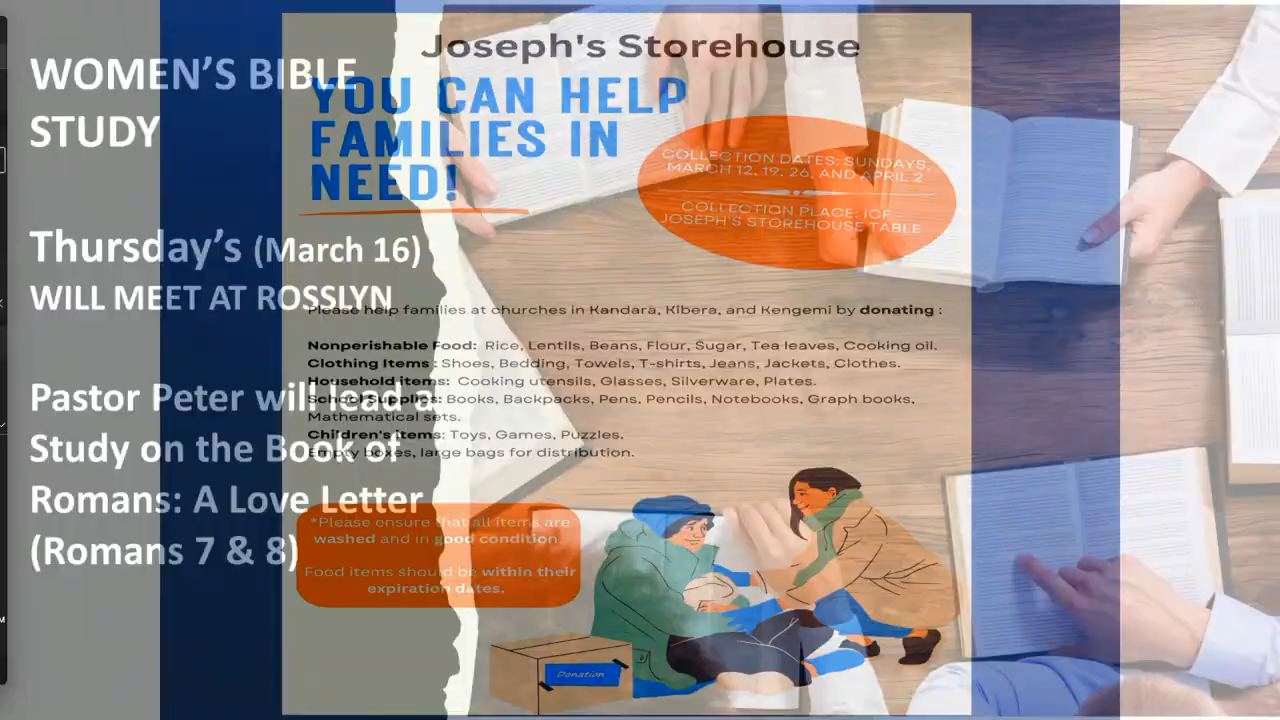 WOMEN'S BIBLE
STUDY
Thursday's (March 16)
WILL MEET AT ROSSLYN
Pastor Peter will lead a
Study on the Book of
Romans: A Love Letter
(Romans 7 & 8)
Joseph's Storehouse
YOU CAN HELP
FAMILIES IN
NEED!
COLLECTION DATES: SUNDAYS,
MARCH 12, 19, 26, AND APRIL 2
COLLECTION PLACE: ICF -
JOSEPH'S STOREHOUSE TABLE
Please help families at churches in Kandara, Kibera, and Kengemi by donating :
Nonperishable Food: Rice, Lentils, Beans, Flour, Sugar, Tea leaves, Cooking oil.
Clothing Items : Shoes, Bedding, Towels, T-shirts, Jeans, Jackets, Clothes.
Household items: Cooking utensils, Glasses, Silverware, Plates.
School Supplies: Books, Backpacks, Pens, Pencils, Notebooks, Graph books,
Mathematical sets.
Children's items: Toys, Games, Puzzles.
Empty boxes, large bags for distribution.
*Please ensure that all items are
washed and in good condition.
Food items should be within their
expiration dates.
Donation